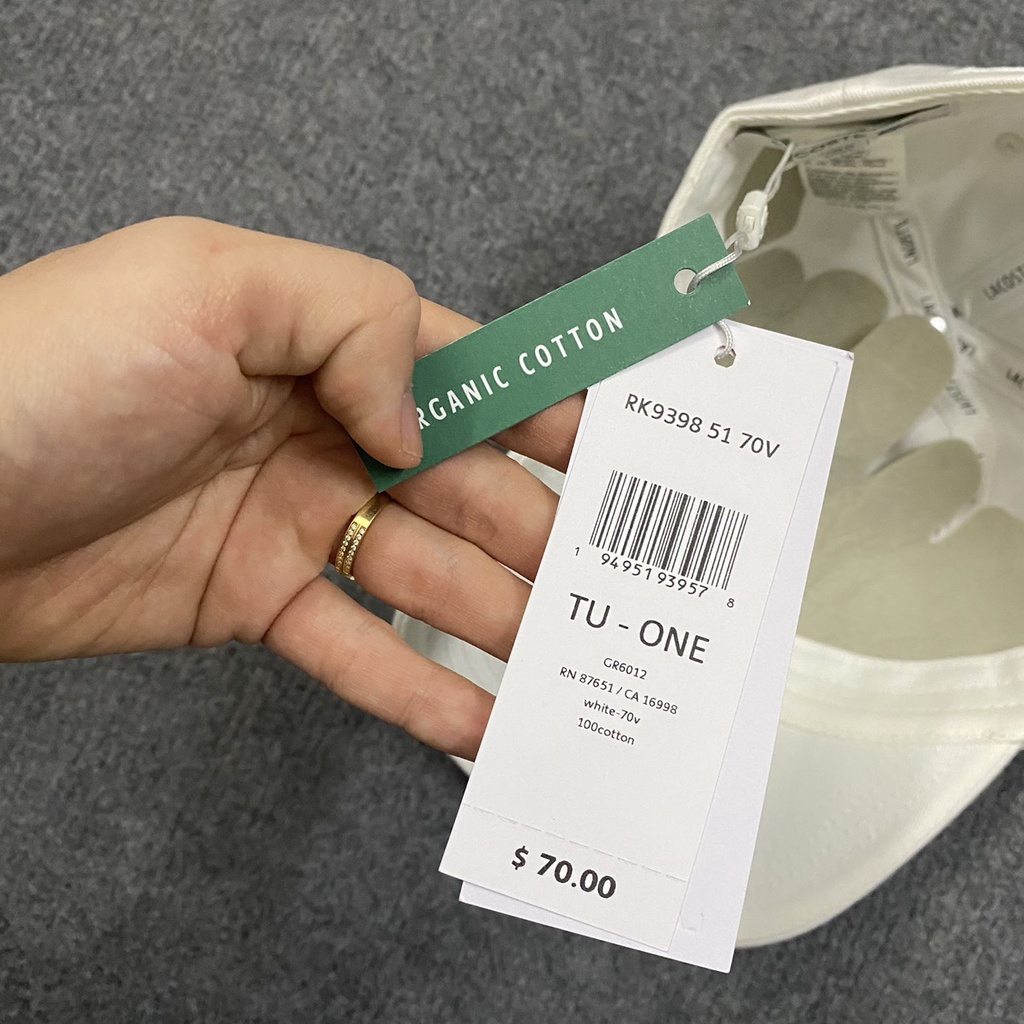 RGANIC COTTON
RK9398 51 70V
1 94951 93957 8
TU - ONE
GR6012
RN 87651 / CA 16998
white-70v
100cotton
$ 70.00
LACOST